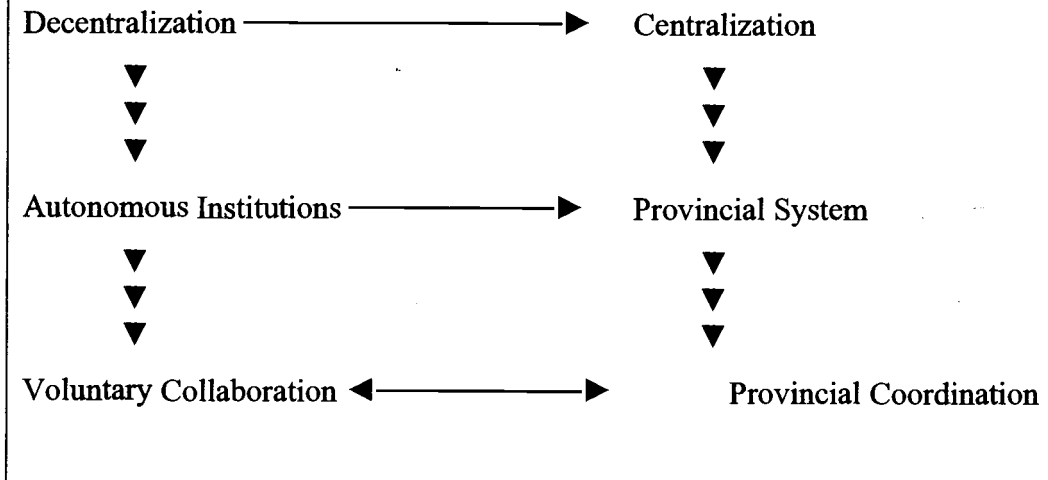 Decentralization Centralization
Autonomous Institutions Provincial System
Voluntary Collaboration Provincial Coordination